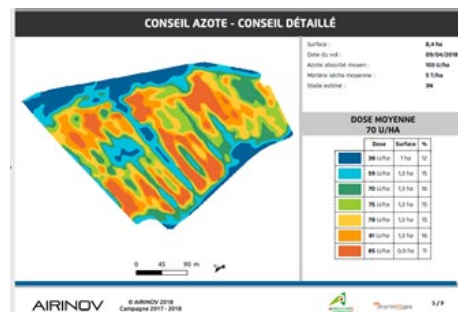 CONSEIL AZOTE - CONSEIL DÉTAILLÉ
Surface : 8,4 ha
Date du vol : 09/04/2018
Azote absorbé moyen : 105 U/ha
Matière sèche moyenne : 5 T/ha
Stade estimé : 3N
DOSE MOYENNE
70 U/HA
Dose Surface %
38 U/ha 1 ha 12
59 U/ha 1,3 ha 15
70 U/ha 1,3 ha 16
75 U/ha 1,3 ha 15
78 U/ha 1,3 ha 15
81 U/ha 1,3 ha 16
85 U/ha 0,9 ha 11
0 45 90 m
AIRINOV
© AIRINOV 2018
Campagne 2017 - 2018
5/9